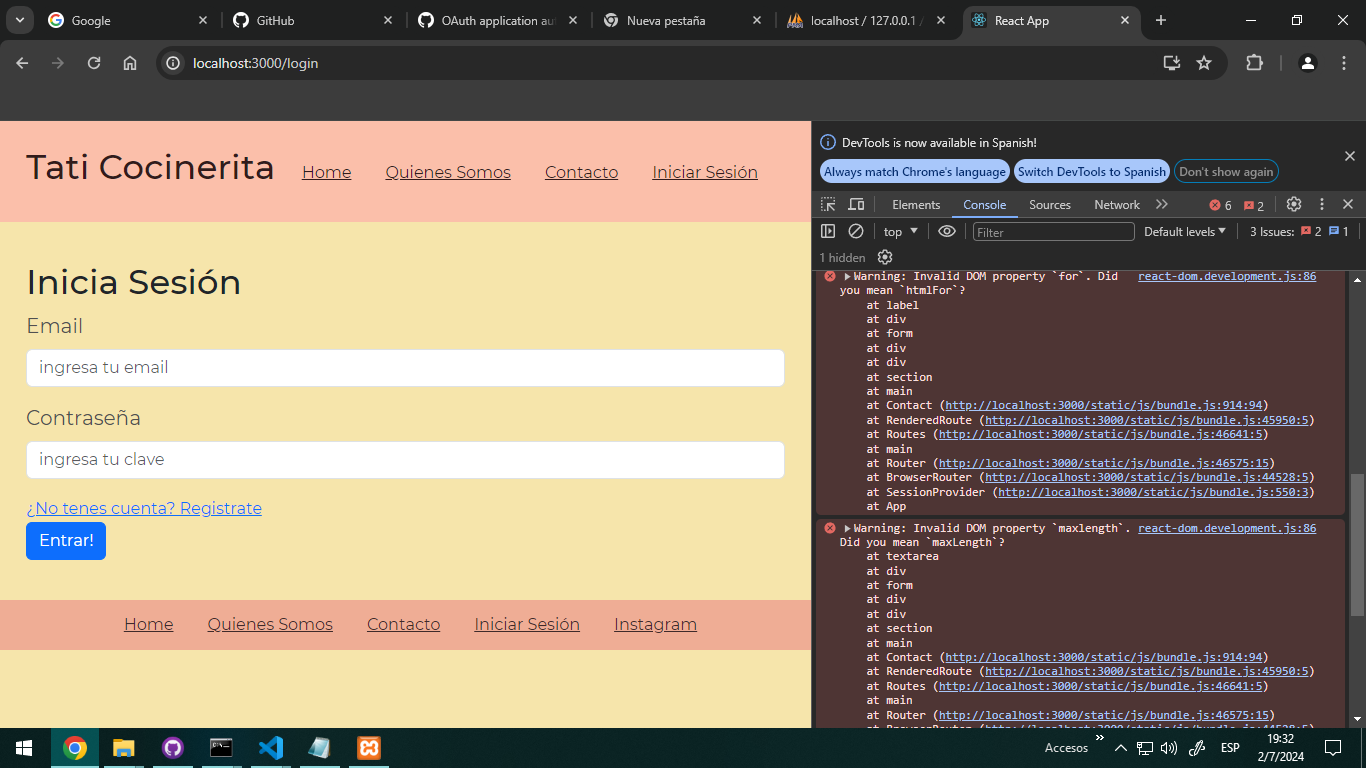 Google
GitHub
OAuth application au
Nueva pestaña
localhost / 127.0.0.1 /
React App
localhost:3000/login
Tati Cocinerita
Home
Quienes Somos
Contacto
Iniciar Sesión
Inicia Sesión
Email
ingresa tu email
Contraseña
ingresa tu clave
¿No tenes cuenta? Registrate
Entrar!
Home
Quienes Somos
Contacto
Iniciar Sesión
Instagram
DevTools is now available in Spanish!
Always match Chrome's language
Switch DevTools to Spanish
Don't show again
Elements
Console
Sources
Network
6
2
top
Filter
Default levels
3 Issues:
2
1
1 hidden
Warning: Invalid DOM property `for`. Did react-dom.development.js:86
you mean `htmlFor`?
at label
at div
at form
at div
at div
at section
at main
at Contact (http://localhost:3000/static/js/bundle.js:914:94)
at RenderedRoute (http://localhost:3000/static/js/bundle.js:45950:5)
at Routes (http://localhost:3000/static/js/bundle.js:46641:5)
at main
at Router (http://localhost:3000/static/js/bundle.js:46575:15)
at BrowserRouter (http://localhost:3000/static/js/bundle.js:44528:5)
at SessionProvider (http://localhost:3000/static/js/bundle.js:550:3)
at App
Warning: Invalid DOM property `maxlength`. react-dom.development.js:86
Did you mean `maxLength`?
at textarea
at div
at form
at div
at div
at section
at main
at Contact (http://localhost:3000/static/js/bundle.js:914:94)
at RenderedRoute (http://localhost:3000/static/js/bundle.js:45950:5)
at Routes (http://localhost:3000/static/js/bundle.js:46641:5)
at main
at Router (http://localhost:3000/static/js/bundle.js:46575:15)
Accesos
ESP
19:32
2/7/2024